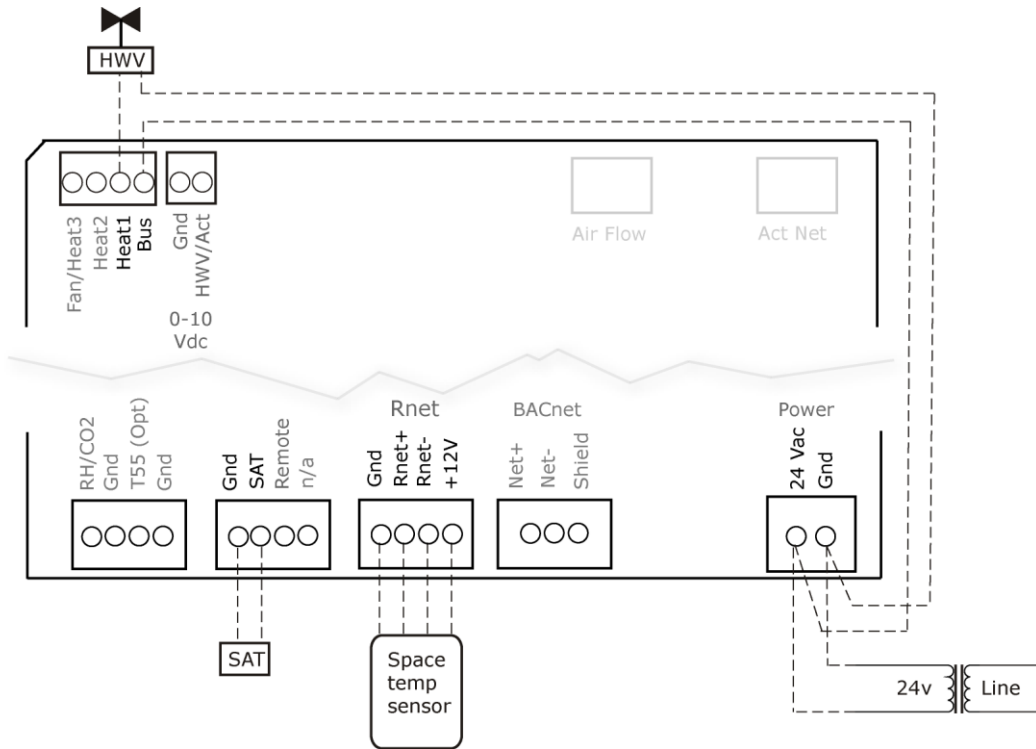 HWV
Fan/Heat3
Heat2
Heat1
Bus
Gnd
HWV/Act
0-10
Vdc
Air Flow
Act Net
Rnet
BACnet
Power
RH/CO2
Gnd
T55 (Opt)
Gnd
Gnd
SAT
Remote
n/a
Gnd
Rnet+
Rnet-
+12V
Net+
Net-
Shield
24 Vac
Gnd
SAT
Space
temp
sensor
24v
Line